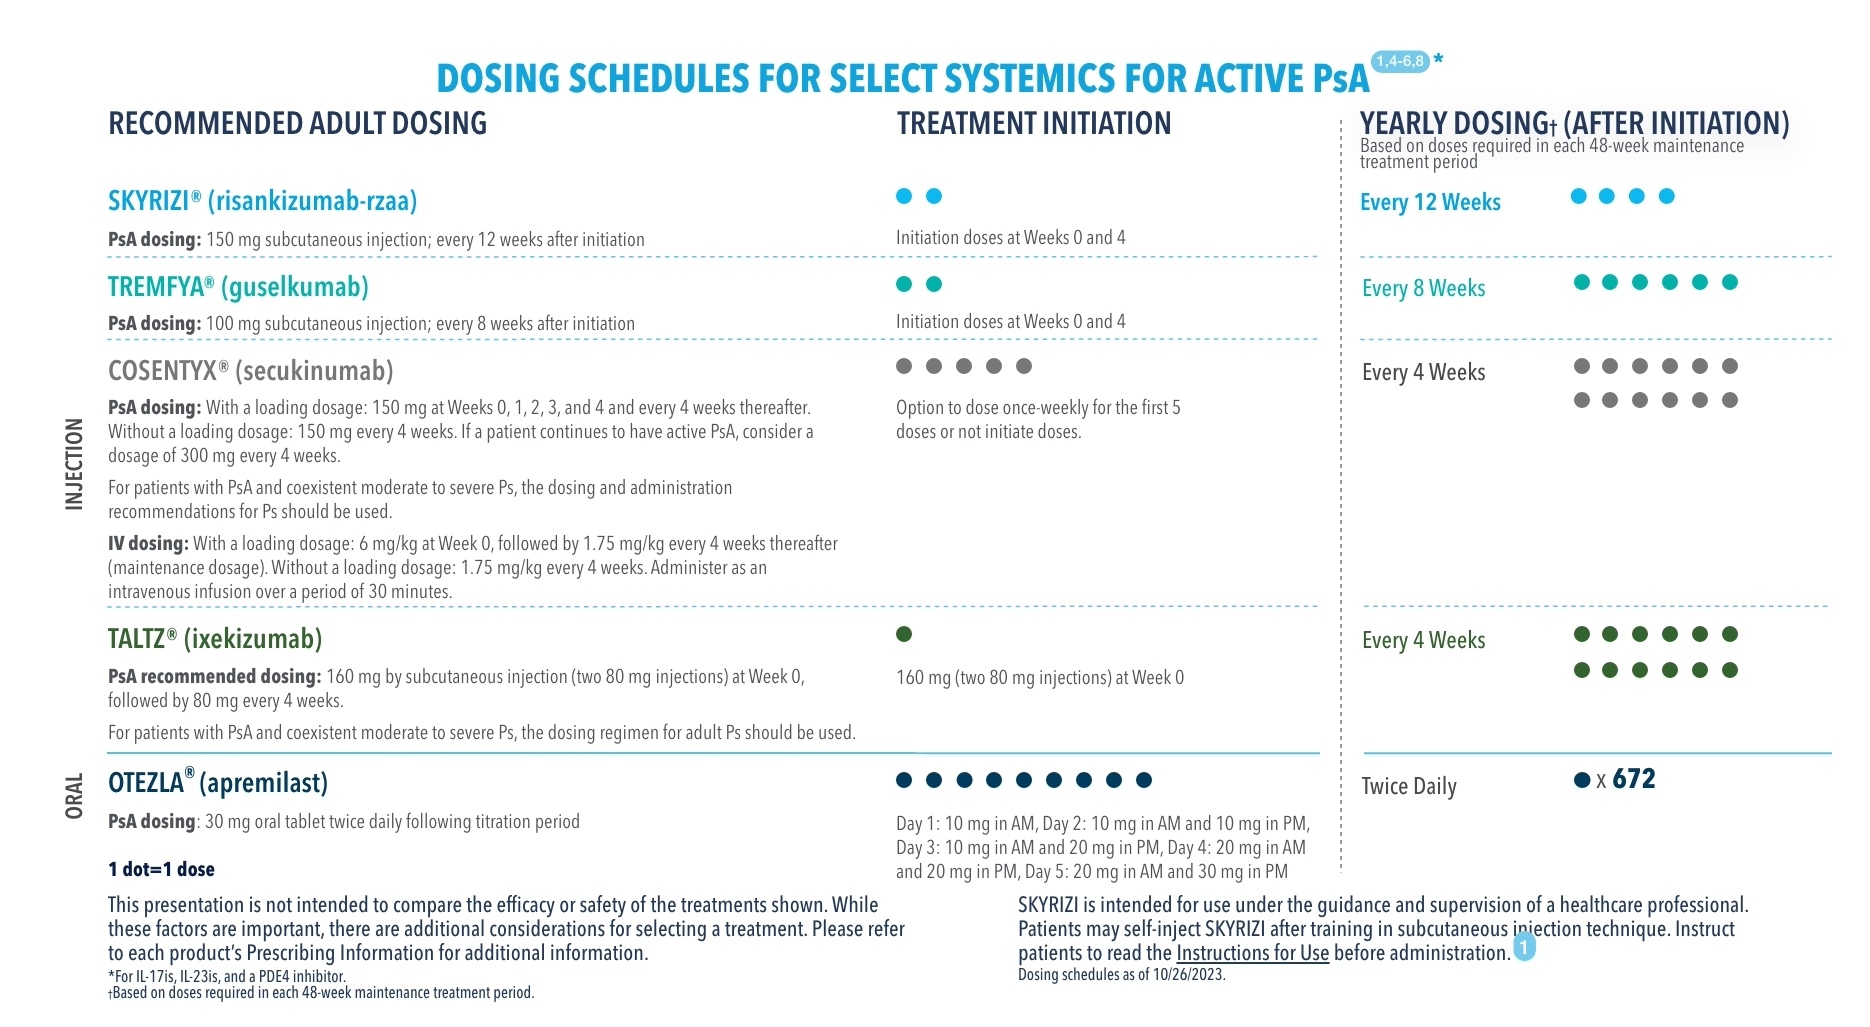 DOSING SCHEDULES FOR SELECT SYSTEMICS FOR ACTIVE PsA 1,4-6,8 *
RECOMMENDED ADULT DOSING
TREATMENT INITIATION
YEARLY DOSING† (AFTER INITIATION)
Based on doses required in each 48-week maintenance
treatment period
SKYRIZI® (risankizumab-rzaa)
Every 12 Weeks
PsA dosing: 150 mg subcutaneous injection; every 12 weeks after initiation
Initiation doses at Weeks 0 and 4
TREMFYA® (guselkumab)
Every 8 Weeks
PsA dosing: 100 mg subcutaneous injection; every 8 weeks after initiation
Initiation doses at Weeks 0 and 4
INJECTION
COSENTYX® (secukinumab)
Every 4 Weeks
PsA dosing: With a loading dosage: 150 mg at Weeks 0, 1, 2, 3, and 4 and every 4 weeks thereafter.
Without a loading dosage: 150 mg every 4 weeks. If a patient continues to have active PsA, consider a
dosage of 300 mg every 4 weeks.
Option to dose once-weekly for the first 5
doses or not initiate doses.
For patients with PsA and coexistent moderate to severe Ps, the dosing and administration
recommendations for Ps should be used.
IV dosing: With a loading dosage: 6 mg/kg at Week 0, followed by 1.75 mg/kg every 4 weeks thereafter
(maintenance dosage). Without a loading dosage: 1.75 mg/kg every 4 weeks. Administer as an
intravenous infusion over a period of 30 minutes.
TALTZ® (ixekizumab)
Every 4 Weeks
PsA recommended dosing: 160 mg by subcutaneous injection (two 80 mg injections) at Week 0,
followed by 80 mg every 4 weeks.
160 mg (two 80 mg injections) at Week 0
For patients with PsA and coexistent moderate to severe Ps, the dosing regimen for adult Ps should be used.
ORAL
OTEZLA® (apremilast)
Twice Daily
x 672
PsA dosing: 30 mg oral tablet twice daily following titration period
Day 1: 10 mg in AM, Day 2: 10 mg in AM and 10 mg in PM,
Day 3: 10 mg in AM and 20 mg in PM, Day 4: 20 mg in AM
and 20 mg in PM, Day 5: 20 mg in AM and 30 mg in PM
1 dot=1 dose
This presentation is not intended to compare the efficacy or safety of the treatments shown. While
these factors are important, there are additional considerations for selecting a treatment. Please refer
to each product's Prescribing Information for additional information.
*For IL-17is, IL-23is, and a PDE4 inhibitor.
†Based on doses required in each 48-week maintenance treatment period.
SKYRIZI is intended for use under the guidance and supervision of a healthcare professional.
Patients may self-inject SKYRIZI after training in subcutaneous injection technique. Instruct
patients to read the Instructions for Use before administration. 1
Dosing schedules as of 10/26/2023.